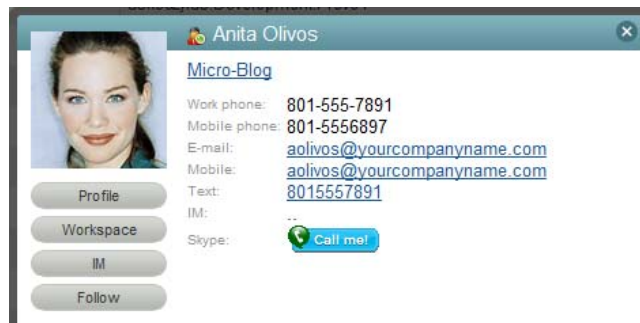 Anita Olivos
Micro-Blog
Work phone: 801-555-7891
Mobile phone: 801-5556897
E-mail: aolivos@yourcompanyname.com
Mobile: aolivos@yourcompanyname.com
Text: 8015557891
IM: --
Skype: Call me!
Profile
Workspace
IM
Follow